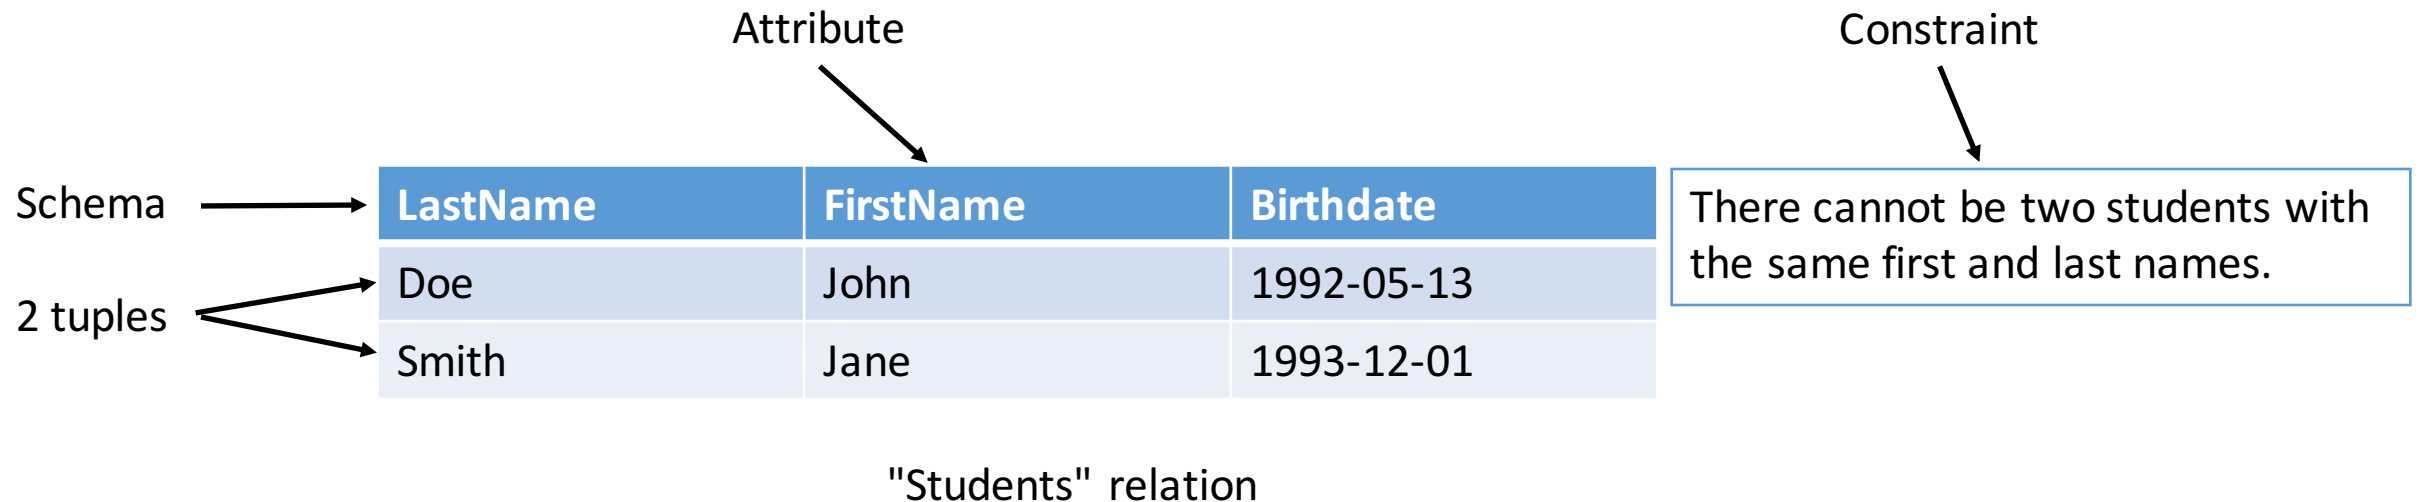 Attribute
Constraint
Schema
LastName FirstName Birthdate
There cannot be two students with
the same first and last names.
2 tuples
Doe John 1992-05-13
Smith Jane 1993-12-01
"Students" relation